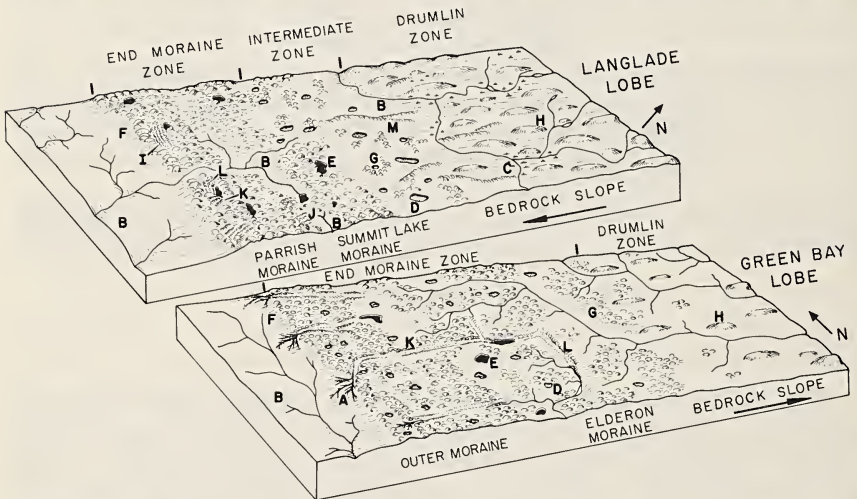 END MORAINE
ZONE
INTERMEDIATE
ZONE
DRUMLIN
ZONE
LANGLADE
LOBE
N
B
M
H
F
I
B
E
G
L
C
K
D
B
J
B
BEDROCK SLOPE
PARRISH
MORAINE
SUMMIT LAKE
MORAINE
END MORAINE ZONE
DRUMLIN
ZONE
GREEN BAY
LOBE
N
F
G
H
K
L
E
B
A
D
OUTER MORAINE
ELDERON
MORAINE
BEDROCK SLOPE